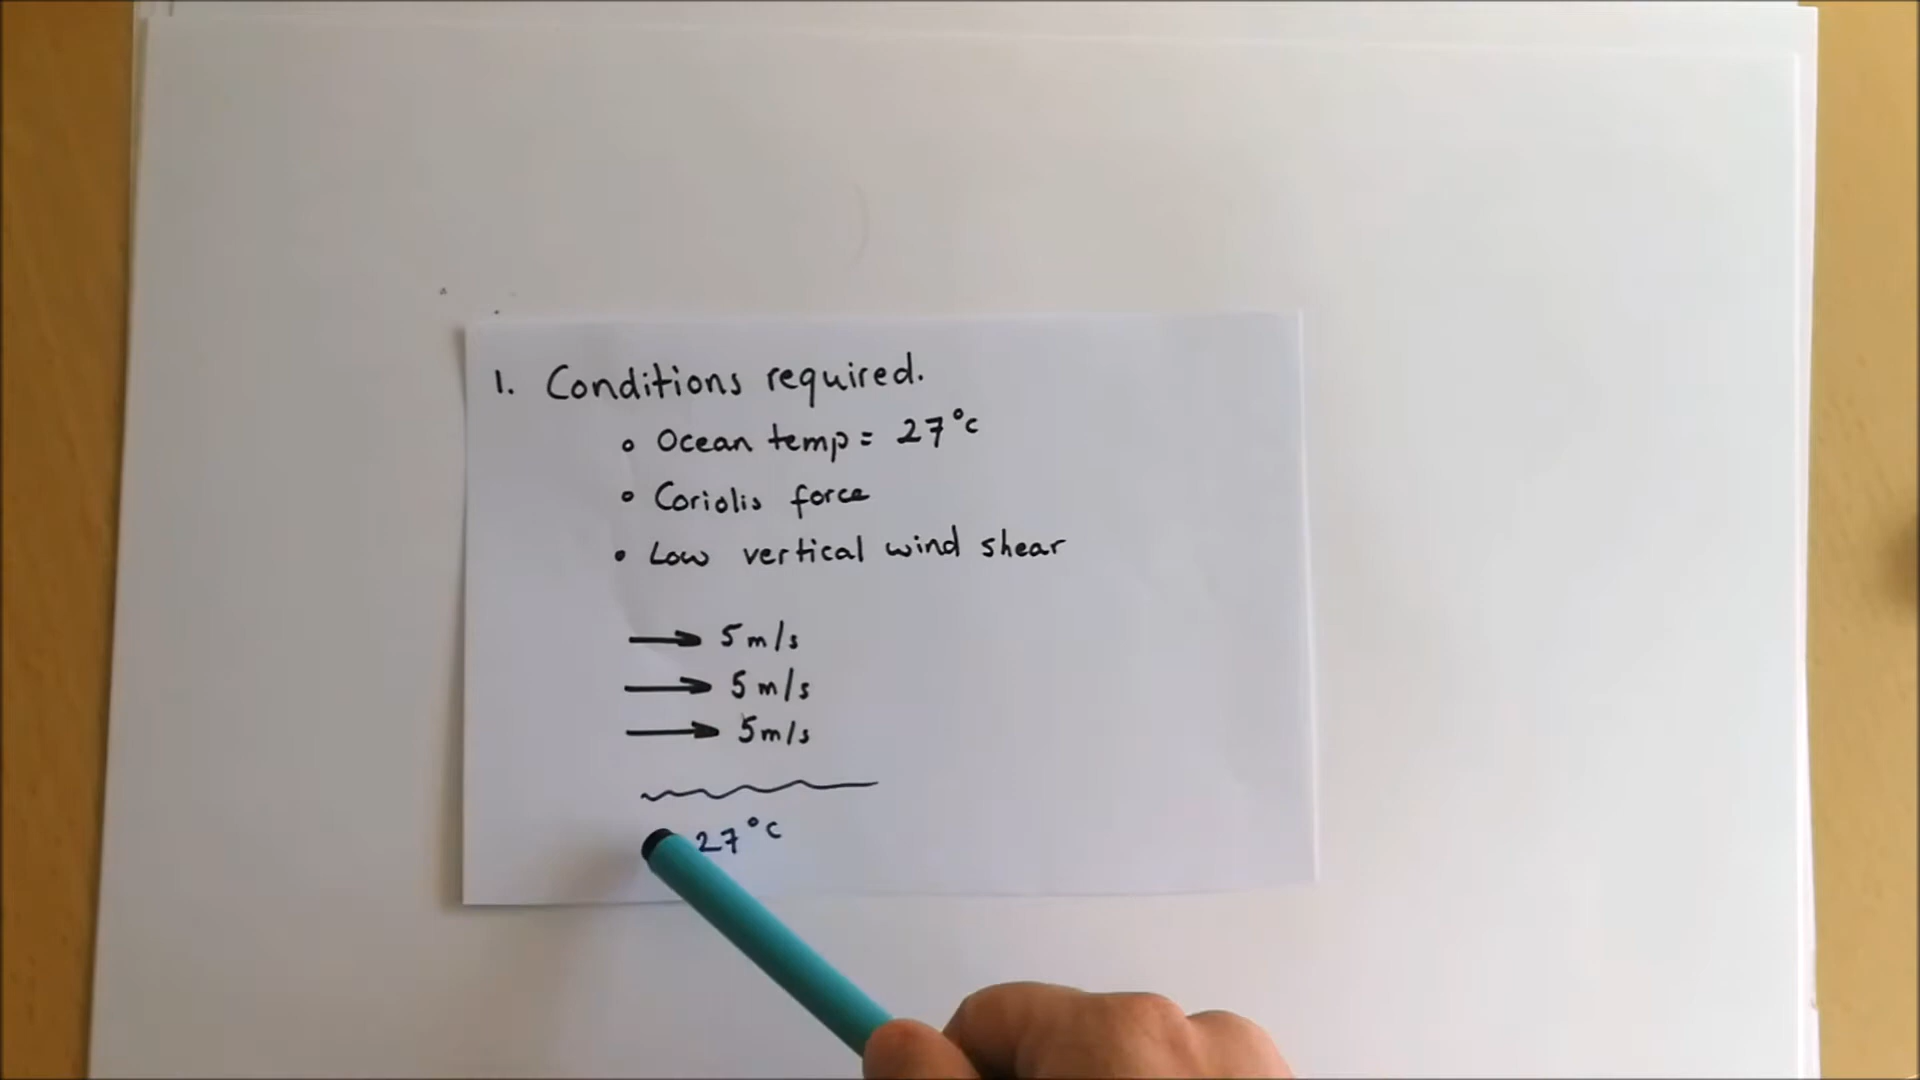 1. Conditions required.
Ocean temp = 27°c
Coriolis force
Low vertical wind shear
5 m/s
5 m/s
5 m/s
27°c